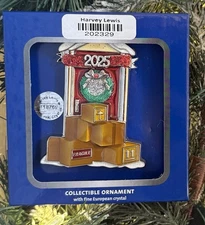 Harvey Lewis
202329
2025
COLLECTIBLE ORNAMENT
with fine European crystal